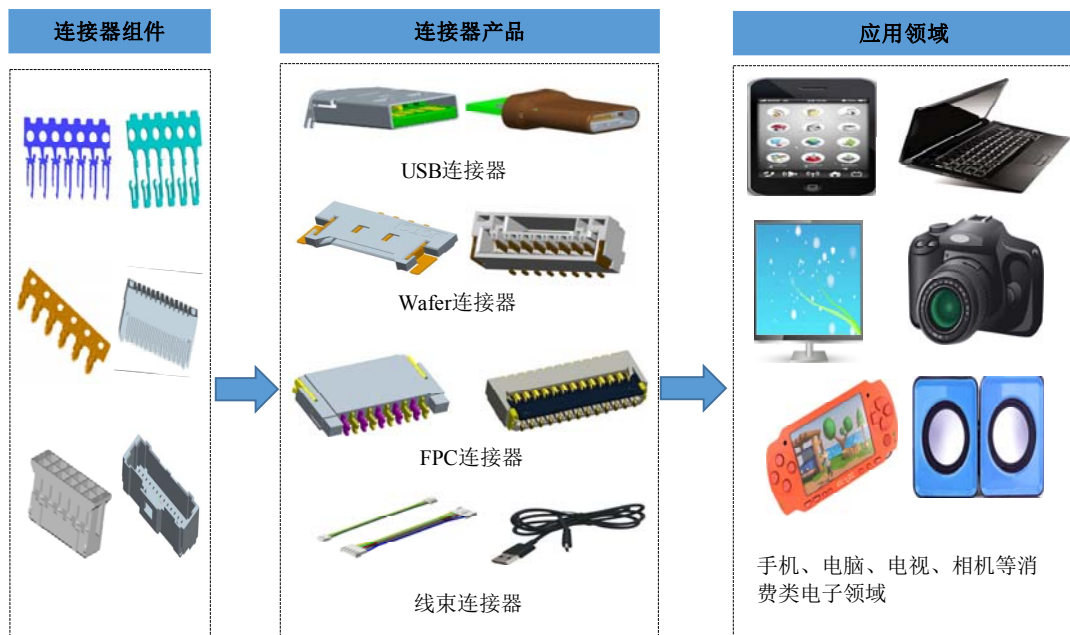 连接器组件
连接器产品
应用领域
USB连接器
Wafer连接器
FPC连接器
线束连接器
手机、电脑、电视、相机等消
费类电子领域